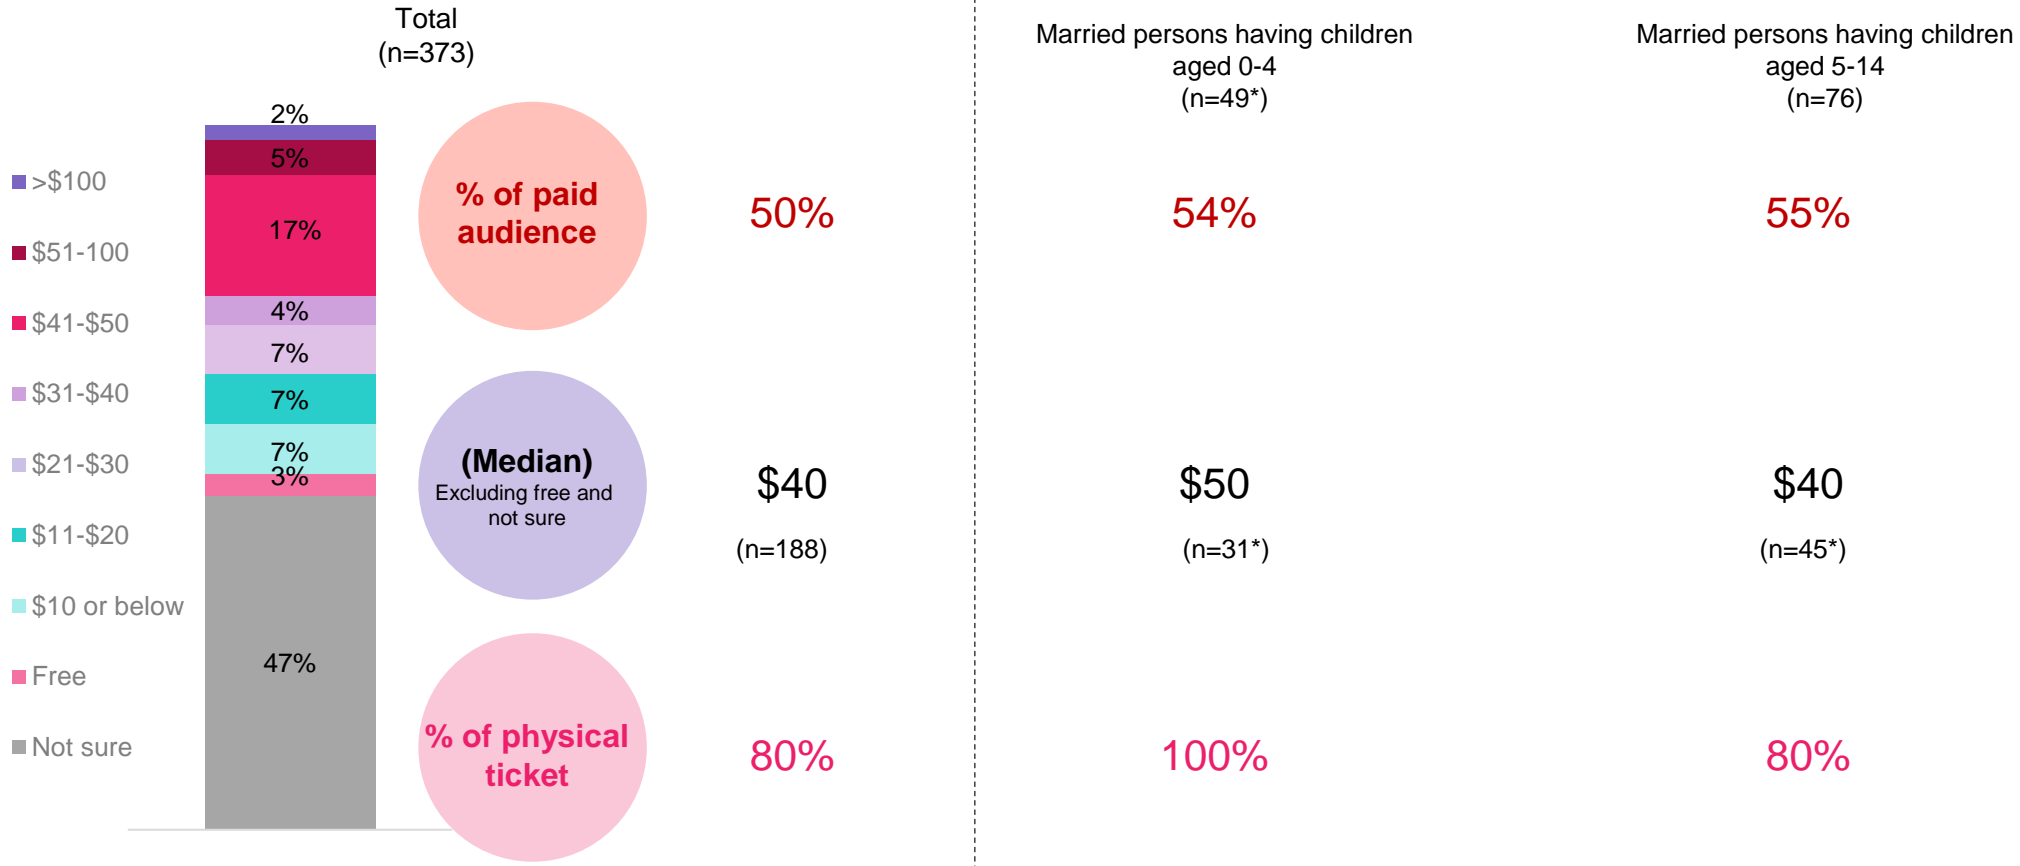 Total
(n=373)
Married persons having children
aged 0-4
(n=49*)
Married persons having children
aged 5-14
(n=76)
>$100
$51-100
$41-$50
$31-$40
$21-$30
$11-$20
$10 or below
Free
Not sure
2%
5%
17%
4%
7%
7%
7%
3%
47%
% of paid
audience
50%
54%
55%
(Median)
Excluding free and
not sure
$40
(n=188)
$50
(n=31*)
$40
(n=45*)
% of physical
ticket
80%
100%
80%